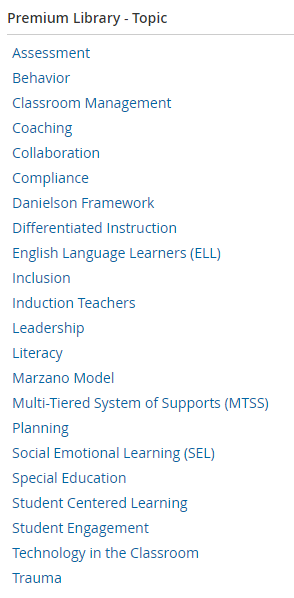 Premium Library - Topic
Assessment
Behavior
Classroom Management
Coaching
Collaboration
Compliance
Danielson Framework
Differentiated Instruction
English Language Learners (ELL)
Inclusion
Induction Teachers
Leadership
Literacy
Marzano Model
Multi-Tiered System of Supports (MTSS)
Planning
Social Emotional Learning (SEL)
Special Education
Student Centered Learning
Student Engagement
Technology in the Classroom
Trauma